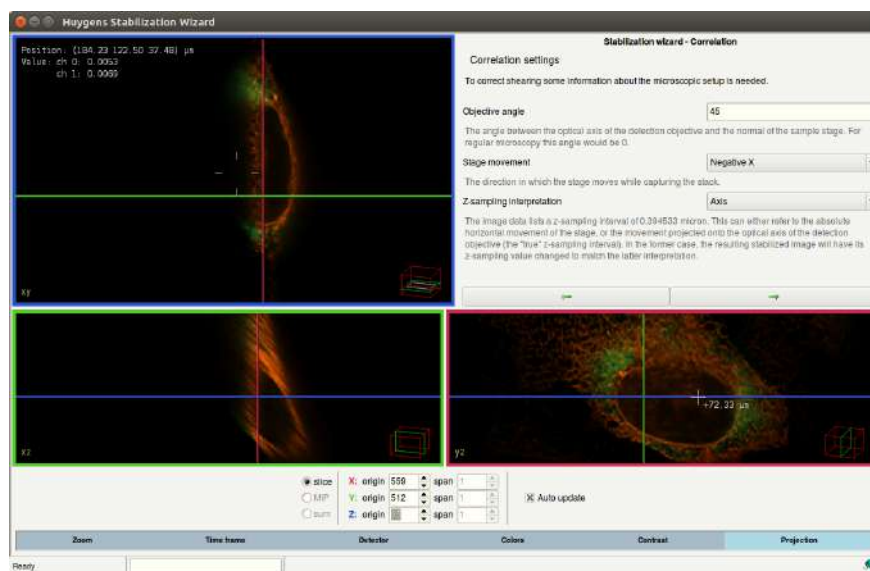 Huygens Stabilization Wizard
Position: (184.23 122.50 37.48) μm
Value: ch 0: 0.0053
ch 1: 0.0069
xy
Stabilization wizard - Correlation
Correlation settings
To correct shearing some information about the microscopic setup is needed.
Objective angle
45
The angle between the optical axis of the detection objective and the normal of the sample stage. For
regular microscopy this angle would be 0.
Stage movement
Negative X
The direction in which the stage moves while capturing the stack.
Z-sampling interpretation
Axis
The image data lists a z-sampling interval of 0.394533 micron. This can either refer to the absolute
horizontal movement of the stage, or the movement projected onto the optical axis of the detection
objective (the "true" z-sampling interval). In the former case, the resulting stabilized image will have its
z-sampling value changed to match the latter interpretation.
xz
+72.33 μm
yz
slice
X: origin 559 span 1
MIP
Y: origin 512 span 1
Auto update
sum
Z: origin span 1
Zoom
Time frame
Detector
Colors
Contrast
Projection
Ready